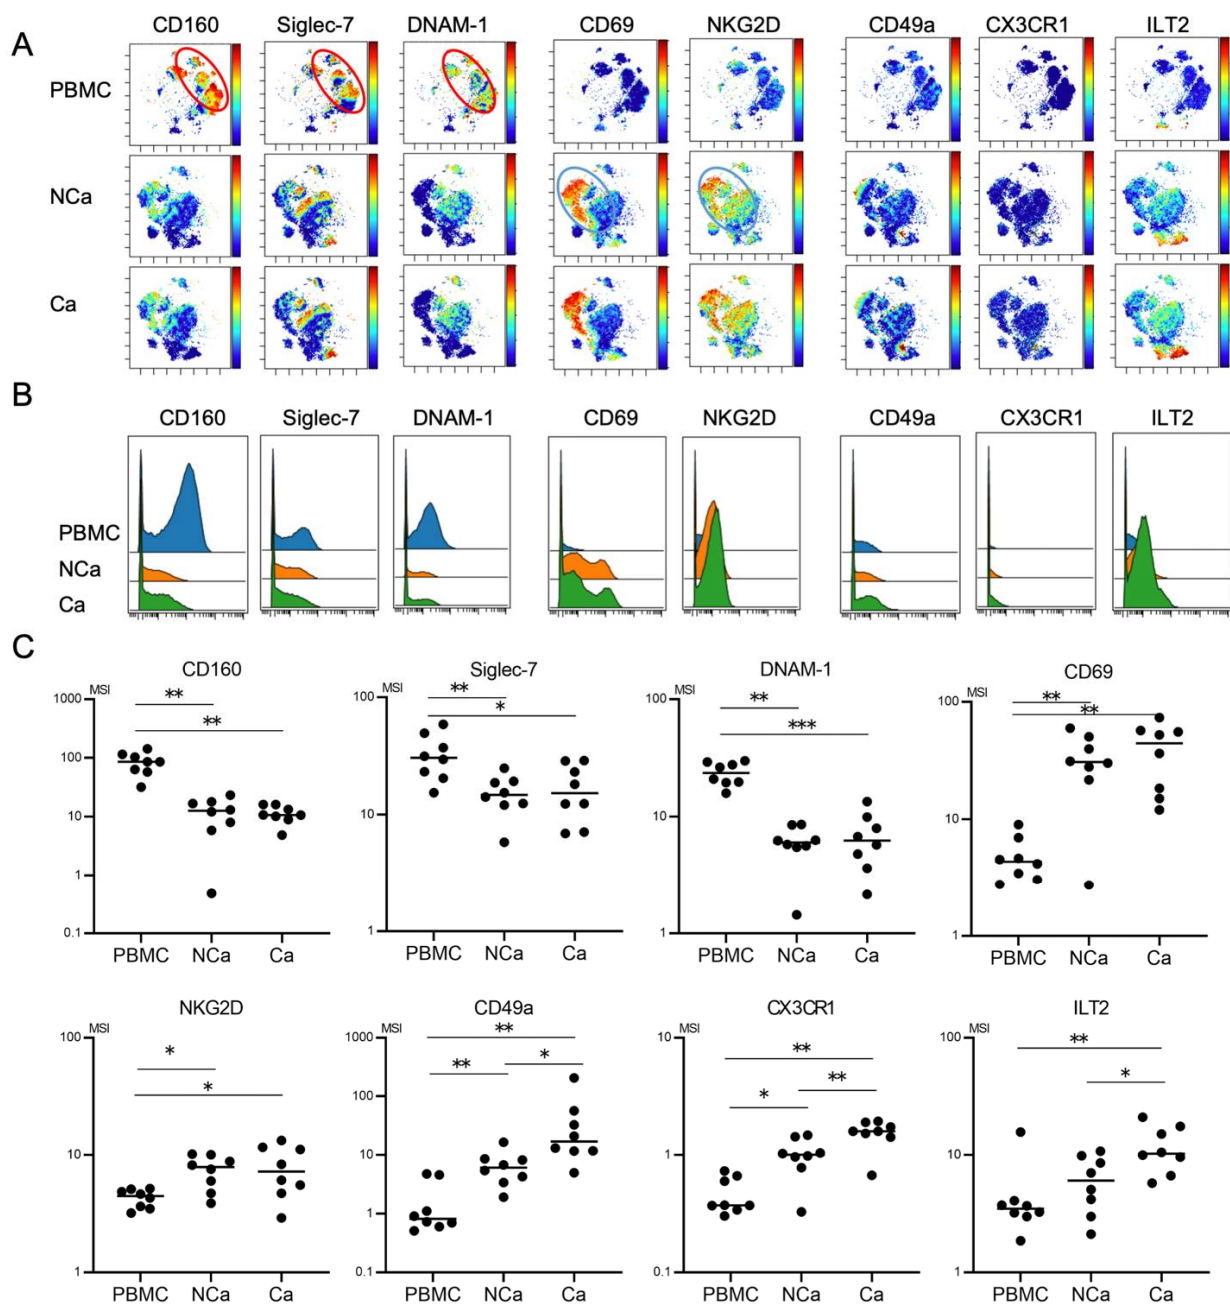 A
CD160 Siglec-7 DNAM-1 CD69 NKG2D CD49a CX3CR1 ILT2
PBMC
NCa
Ca
B
CD160 Siglec-7 DNAM-1 CD69 NKG2D CD49a CX3CR1 ILT2
PBMC
NCa
Ca
C
CD160 Siglec-7 DNAM-1 CD69
MSI MSI MSI MSI
1000 100 100 100
** ** ** **
** * *** **
100
10 10 10 10
1
0.1 1 1 1
PBMC NCa Ca PBMC NCa Ca PBMC NCa Ca PBMC NCa Ca
NKG2D CD49a CX3CR1 ILT2
MSI MSI MSI MSI
100 1000 10 100
* ** ** **
* ** * * ** *
100
10 10 1 10
1
1 0.1 0.1 1
PBMC NCa Ca PBMC NCa Ca PBMC NCa Ca PBMC NCa Ca